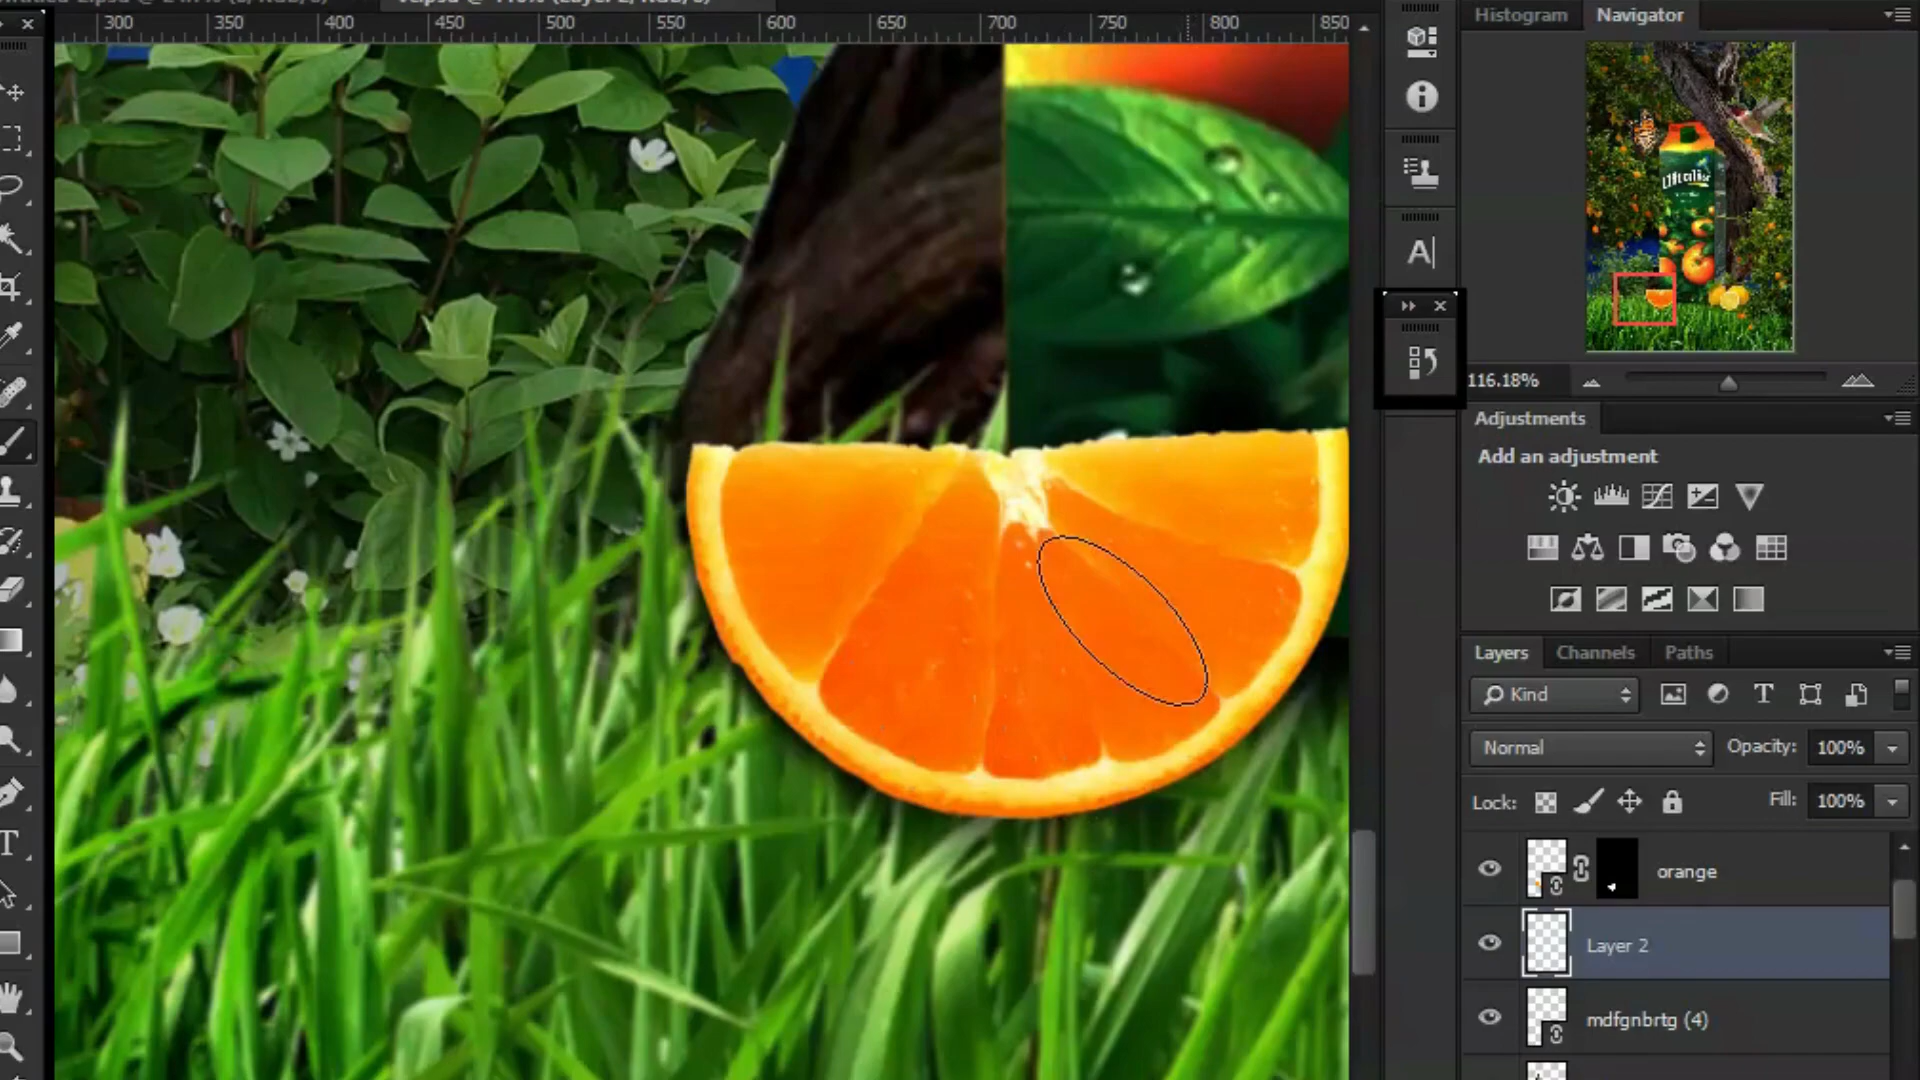 300 350 400 450 500 550 600 650 700 750 800 850
Histogram Navigator
116.18%
Adjustments
Add an adjustment
Layers Channels Paths
Kind
Normal Opacity: 100%
Lock: Fill: 100%
orange
Layer 2
mdfgnbrtg (4)